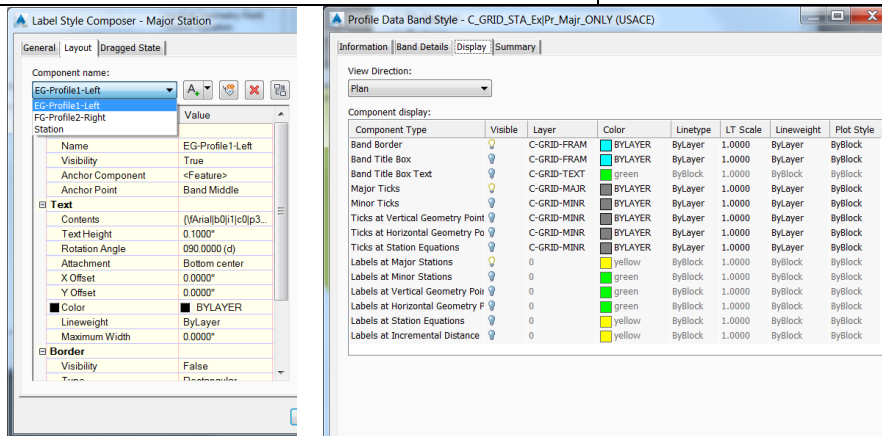 Label Style Composer - Major Station
General Layout Dragged State
Component name:
EG-Profile1-Left
EG-Profile1-Left
FG-Profile2-Right
Station
Value
Name EG-Profile1-Left
Visibility True
Anchor Component <Feature>
Anchor Point Band Middle
Text
Contents {\fArial|b0|i1|c0|p3...
Text Height 0.1000"
Rotation Angle 090.0000 (d)
Attachment Bottom center
X Offset 0.0000"
Y Offset 0.0000"
Color BYLAYER
Lineweight ByLayer
Maximum Width 0.0000"
Border
Visibility False
Type Rectangular
Profile Data Band Style - C_GRID_STA_Ex|Pr_Majr_ONLY (USACE)
Information Band Details Display Summary
View Direction:
Plan
Component display:
Component Type Visible Layer Color Linetype LT Scale Lineweight Plot Style
Band Border C-GRID-FRAM BYLAYER ByLayer 1.0000 ByLayer ByBlock
Band Title Box C-GRID-FRAM BYLAYER ByLayer 1.0000 ByLayer ByBlock
Band Title Box Text C-GRID-TEXT green ByBlock 1.0000 ByBlock ByBlock
Major Ticks C-GRID-MAJR BYLAYER ByLayer 1.0000 ByLayer ByBlock
Minor Ticks C-GRID-MINR BYLAYER ByLayer 1.0000 ByLayer ByBlock
Ticks at Vertical Geometry Point C-GRID-MINR BYLAYER ByLayer 1.0000 ByLayer ByBlock
Ticks at Horizontal Geometry Po C-GRID-MINR BYLAYER ByLayer 1.0000 ByLayer ByBlock
Ticks at Station Equations C-GRID-MINR BYLAYER ByLayer 1.0000 ByLayer ByBlock
Labels at Major Stations 0 yellow ByBlock 1.0000 ByBlock ByBlock
Labels at Minor Stations 0 green ByBlock 1.0000 ByBlock ByBlock
Labels at Vertical Geometry Poir 0 green ByBlock 1.0000 ByBlock ByBlock
Labels at Horizontal Geometry F 0 green ByBlock 1.0000 ByBlock ByBlock
Labels at Station Equations 0 yellow ByBlock 1.0000 ByBlock ByBlock
Labels at Incremental Distance 0 yellow ByBlock 1.0000 ByBlock ByBlock